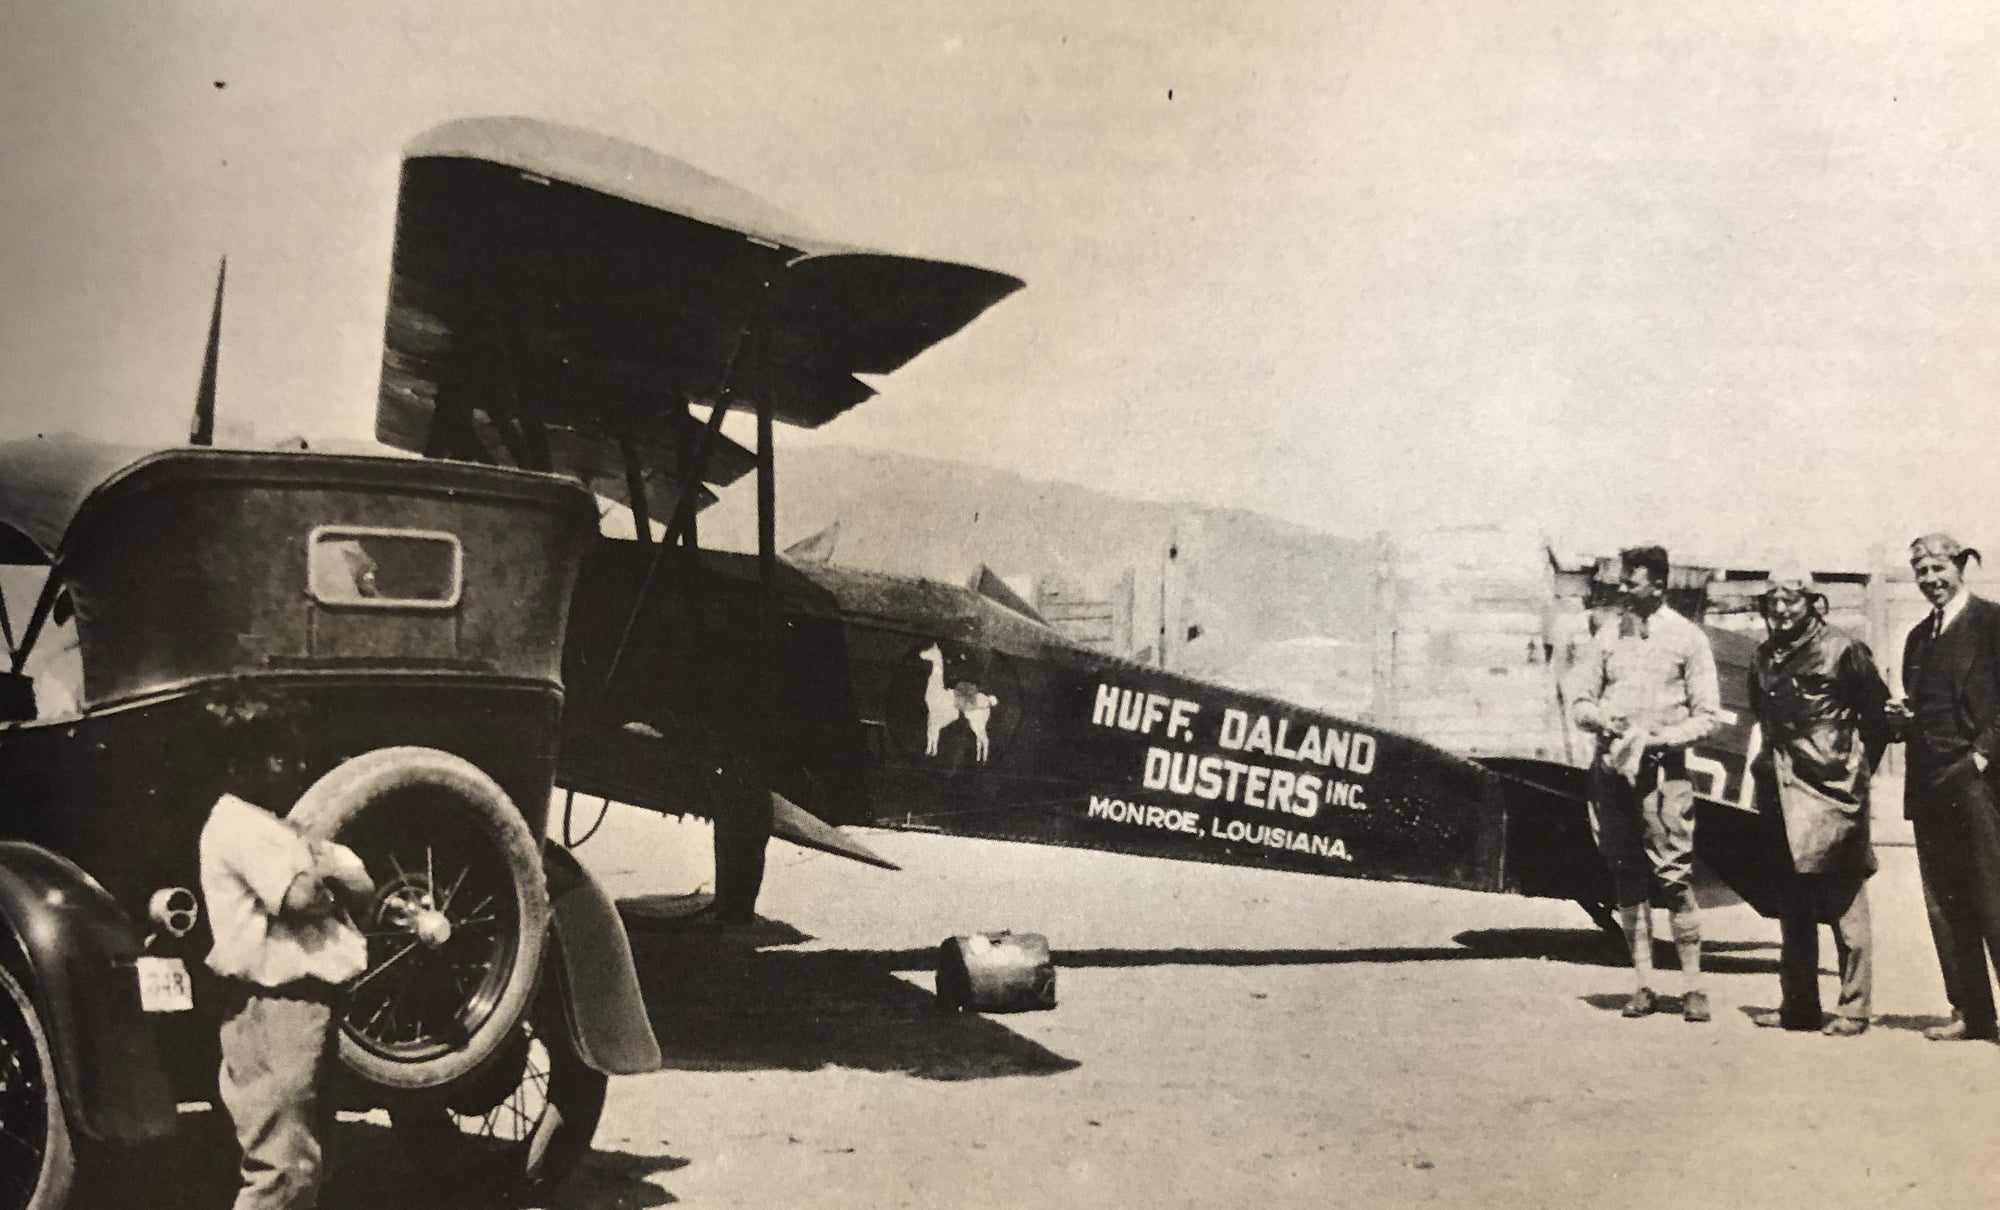 HUFF, DALAND
DUSTERS INC.
MONROE, LOUISIANA.